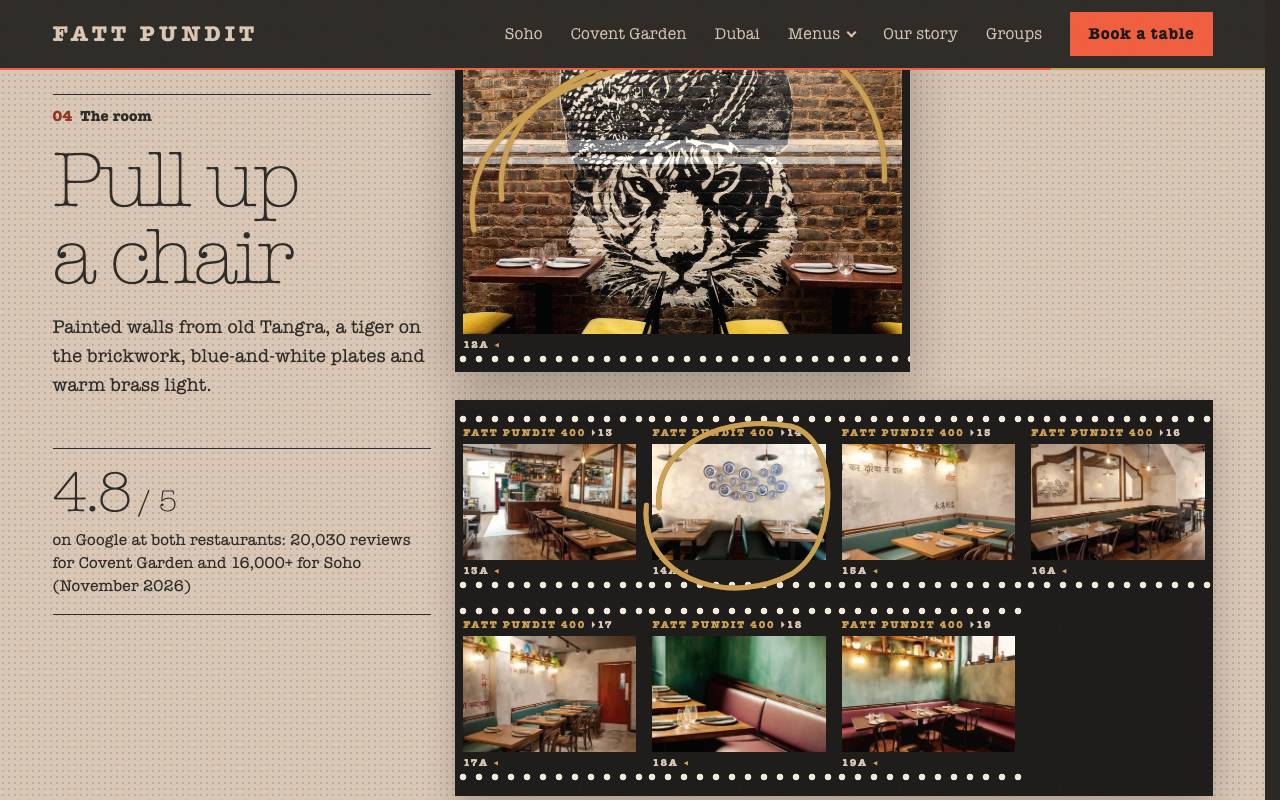 FATT PUNDIT
Soho Covent Garden Dubai Menus Our story Groups Book a table
04 The room
Pull up
a chair
Painted walls from old Tangra, a tiger on
the brickwork, blue-and-white plates and
warm brass light.
4.8 / 5
on Google at both restaurants: 20,030 reviews
for Covent Garden and 16,000+ for Soho
(November 2026)
12A
FATT PUNDIT 400 13
FATT PUNDIT 400 14
FATT PUNDIT 400 15
FATT PUNDIT 400 16
13A
14A
15A
16A
FATT PUNDIT 400 17
FATT PUNDIT 400 18
FATT PUNDIT 400 19
17A
18A
19A